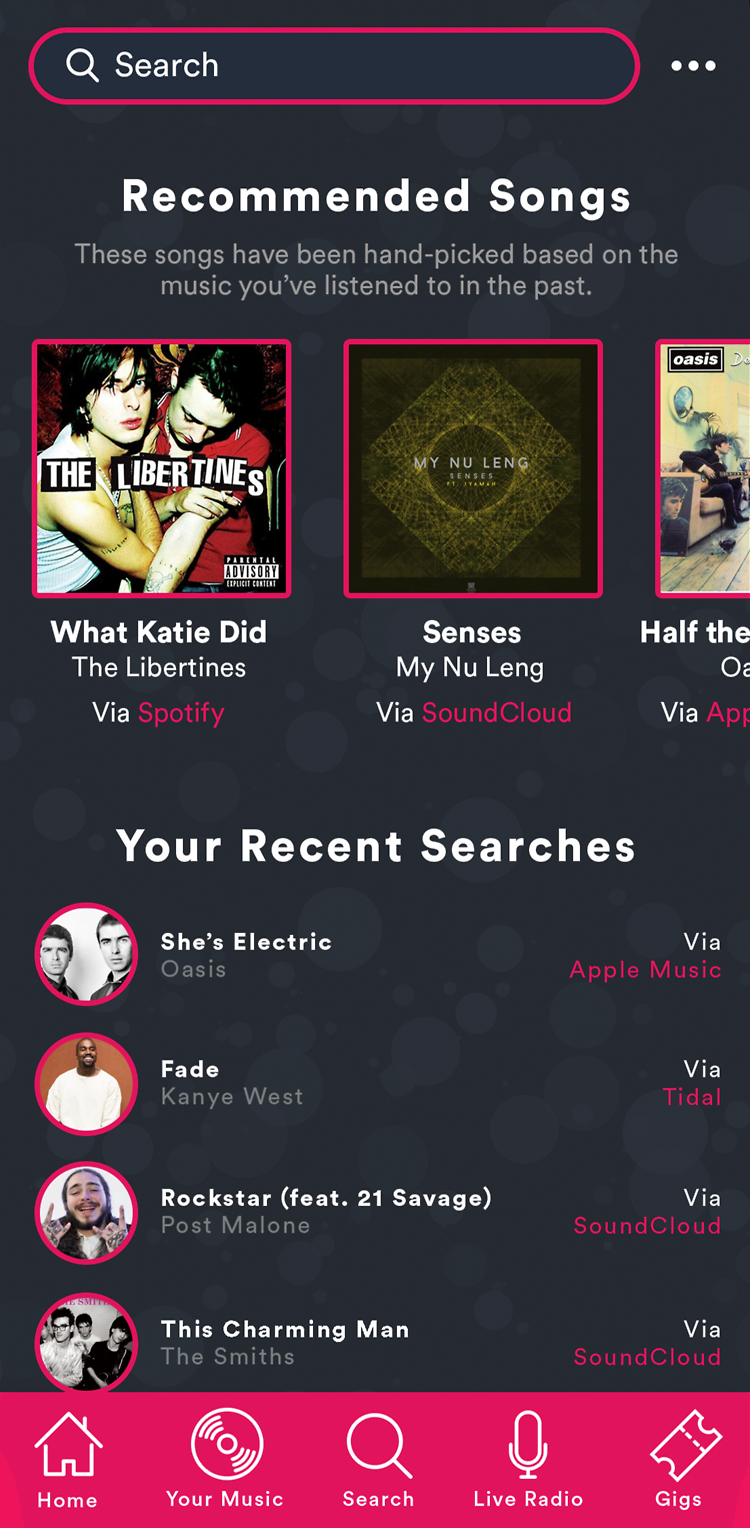 Search
Recommended Songs
These songs have been hand-picked based on the
music you’ve listened to in the past.
THE LIBERTINES
PARENTAL
ADVISORY
EXPLICIT CONTENT
MY NU LENG
SENSES
FT. IYAMAH
oasis
What Katie Did
The Libertines
Via Spotify
Senses
My Nu Leng
Via SoundCloud
Half the
Oa
Via App
Your Recent Searches
She’s Electric
Oasis
Via
Apple Music
Fade
Kanye West
Via
Tidal
Rockstar (feat. 21 Savage)
Post Malone
Via
SoundCloud
This Charming Man
The Smiths
Via
SoundCloud
Home
Your Music
Search
Live Radio
Gigs